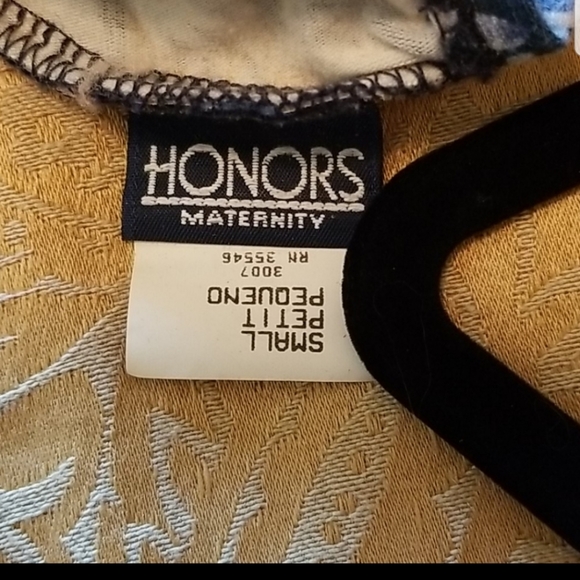 HONORS
MATERNITY
SMALL
PETIT
PEQUENO
3007
RN 35546